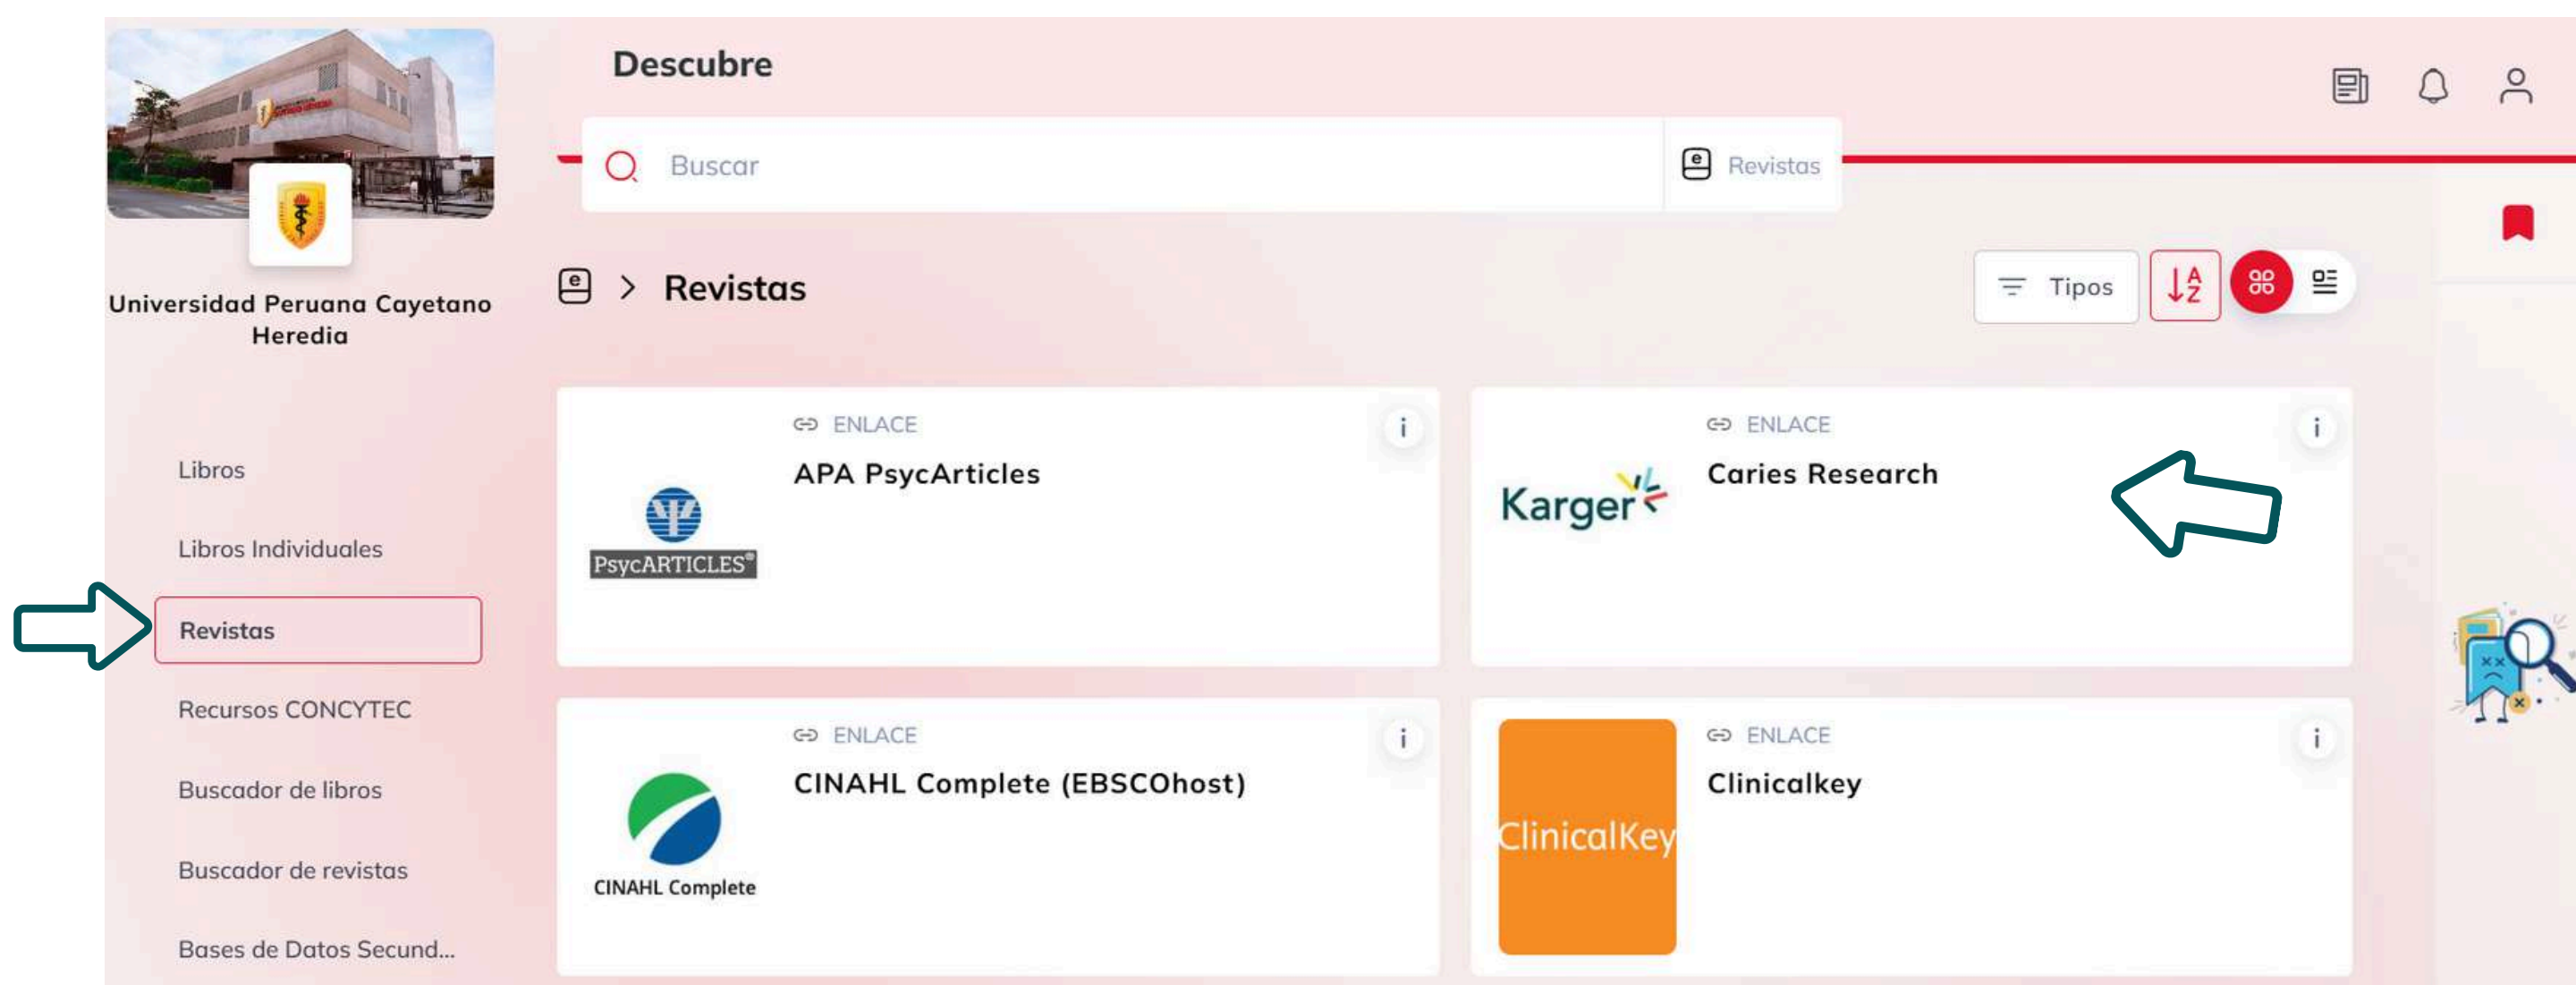 Descubre
Buscar
Revistas
Universidad Peruana Cayetano
Heredia
Revistas
Tipos
A
Z
Libros
Libros Individuales
Revistas
Recursos CONCYTEC
Buscador de libros
Buscador de revistas
Bases de Datos Secund...
ENLACE
APA PsycArticles
PsycARTICLES®
ENLACE
Caries Research
Karger
ENLACE
CINAHL Complete (EBSCOhost)
CINAHL Complete
ENLACE
Clinicalkey
ClinicalKey